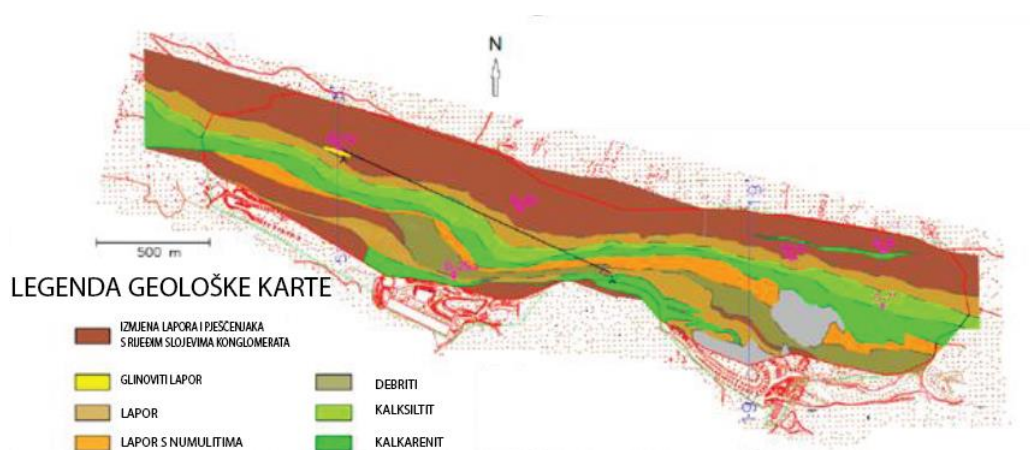 N
500 m
LEGENDA GEOLOŠKE KARTE
IZMJENA LAPORA I PJEŠČENJAKA
S RIJEĐIM SLOJEVIMA KONGLOMERATA
GLINOVITI LAPOR
LAPOR
LAPOR S NUMULITIMA
DEBRITI
KALKSILTIT
KALKARENIT